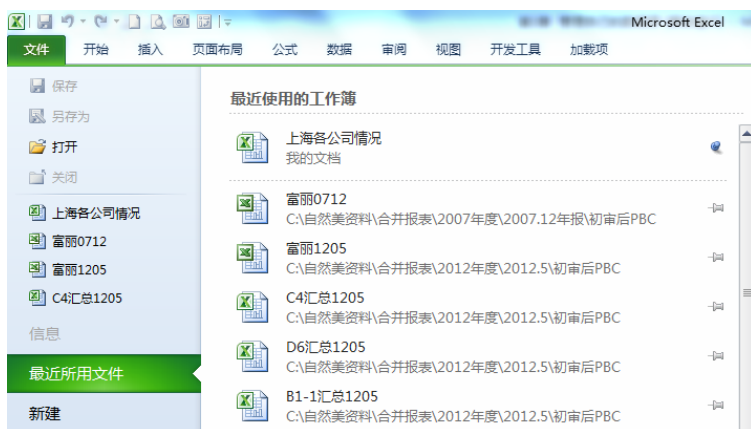 Microsoft Excel
文件 开始 插入 页面布局 公式 数据 审阅 视图 开发工具 加载项
保存
另存为
打开
关闭
上海各公司情况
富丽0712
富丽1205
C4汇总1205
信息
最近所用文件
新建
最近使用的工作簿
上海各公司情况
我的文档
富丽0712
C:\自然美资料\合并报表\2007年度\2007.12年报\初审后PBC
富丽1205
C:\自然美资料\合并报表\2012年度\2012.5\初审后PBC
C4汇总1205
C:\自然美资料\合并报表\2012年度\2012.5\初审后PBC
D6汇总1205
C:\自然美资料\合并报表\2012年度\2012.5\初审后PBC
B1-1汇总1205
C:\自然美资料\合并报表\2012年度\2012.5\初审后PBC